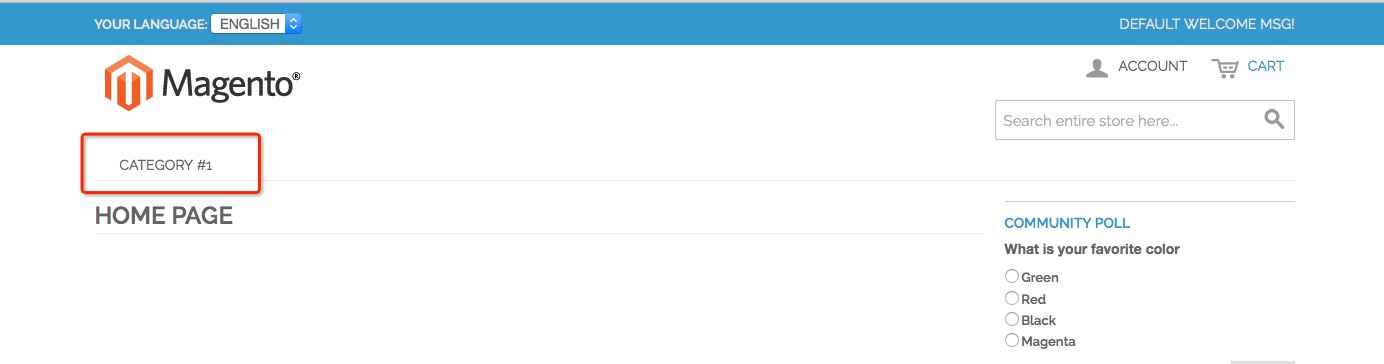 YOUR LANGUAGE: ENGLISH DEFAULT WELCOME MSG!
Magento®
ACCOUNT CART
Search entire store here...
CATEGORY #1
HOME PAGE
COMMUNITY POLL
What is your favorite color
Green
Red
Black
Magenta